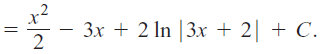 = x²/2 − 3x + 2 ln |3x + 2| + C.